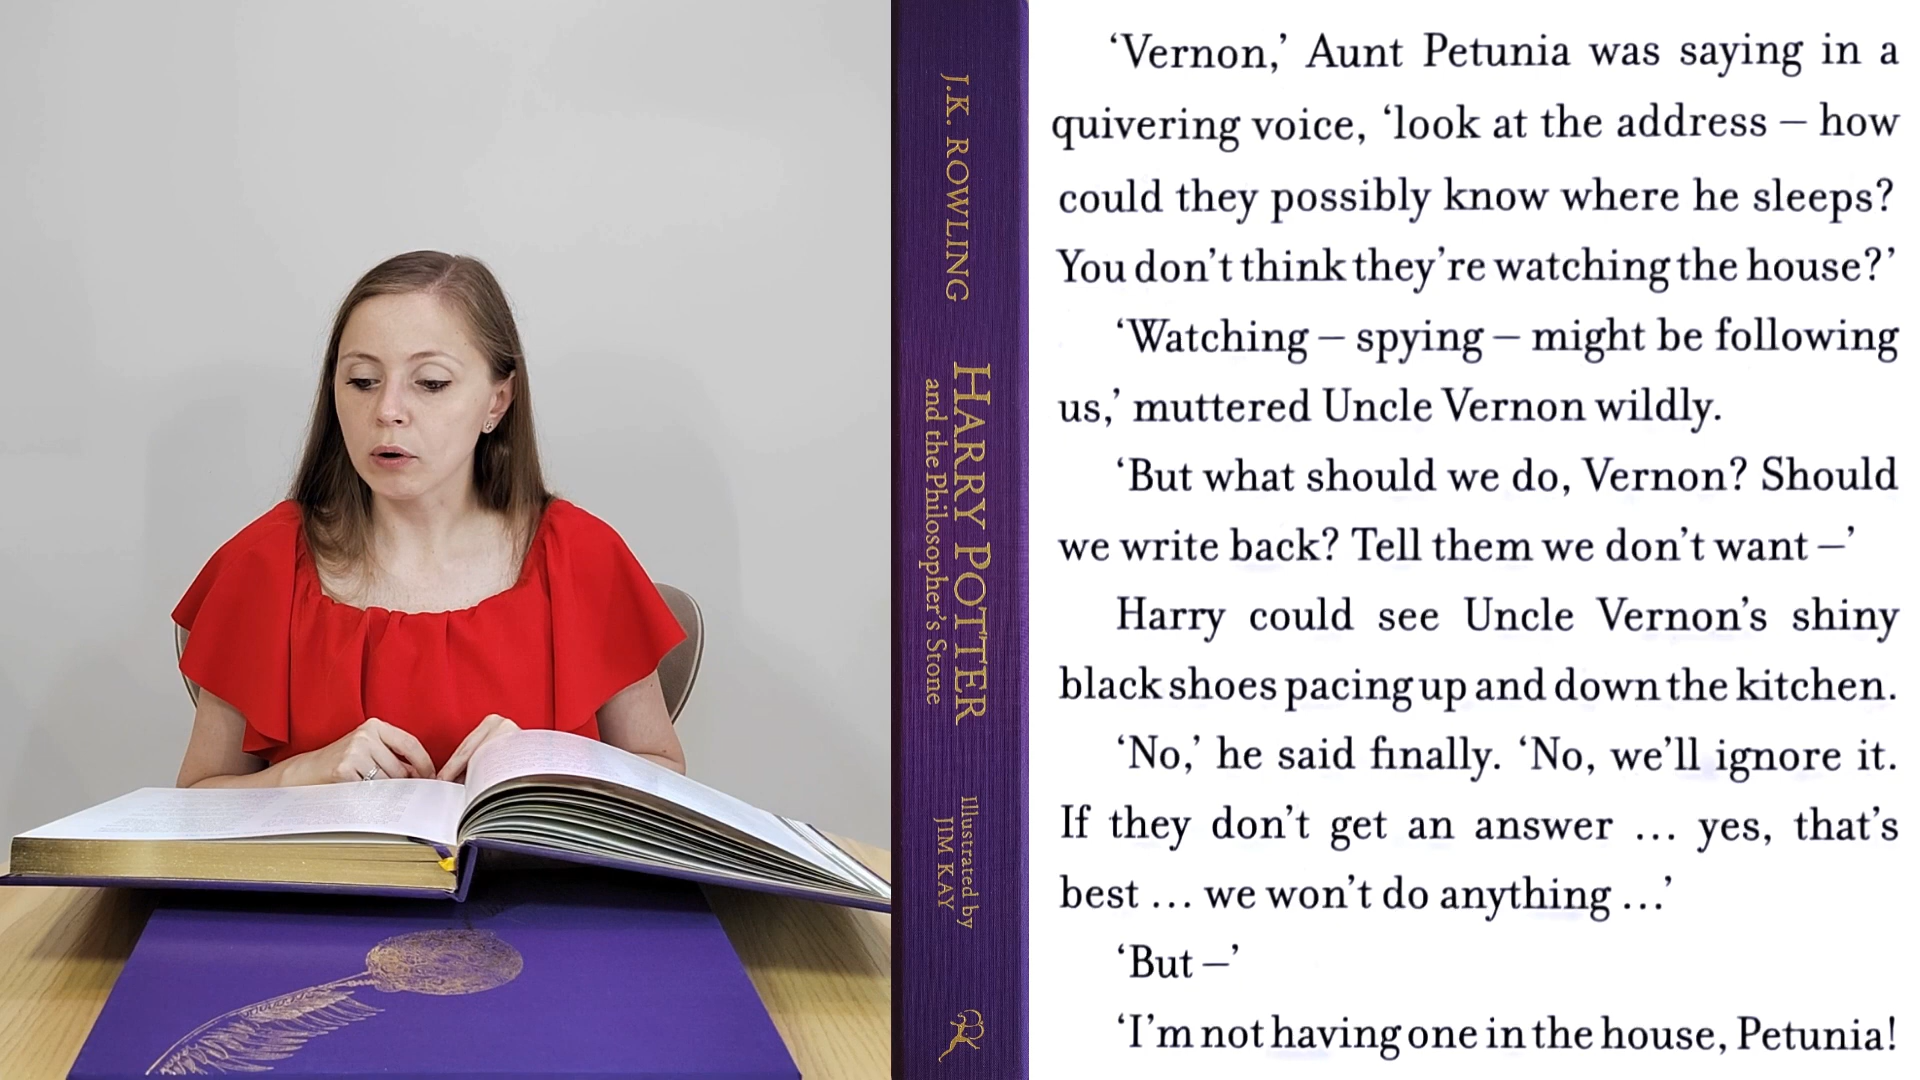 J.K. ROWLING
HARRY POTTER
and the Philosopher's Stone
Illustrated by
JIM KAY
‘Vernon,’ Aunt Petunia was saying in a
quivering voice, ‘look at the address – how
could they possibly know where he sleeps?
You don’t think they’re watching the house?’
‘Watching – spying – might be following
us,’ muttered Uncle Vernon wildly.
‘But what should we do, Vernon? Should
we write back? Tell them we don’t want –’
Harry could see Uncle Vernon’s shiny
black shoes pacing up and down the kitchen.
‘No,’ he said finally. ‘No, we’ll ignore it.
If they don’t get an answer … yes, that’s
best … we won’t do anything …’
‘But –’
‘I’m not having one in the house, Petunia!